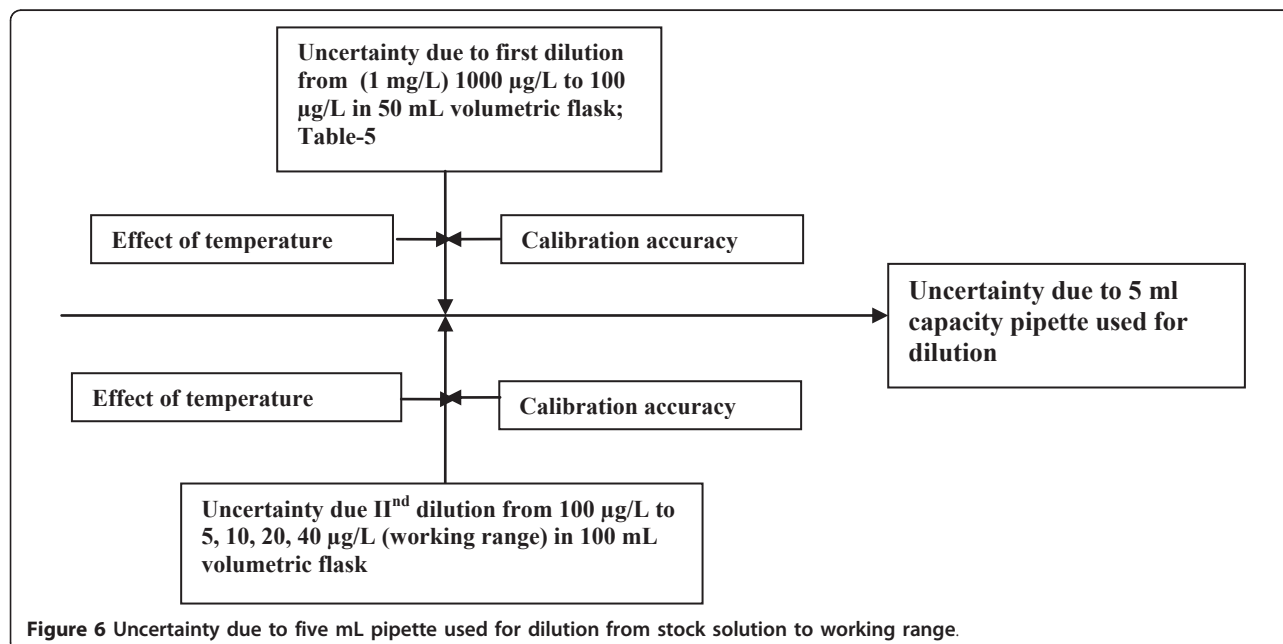 Uncertainty due to first dilution
from (1 mg/L) 1000 µg/L to 100
µg/L in 50 mL volumetric flask;
Table-5
Effect of temperature
Calibration accuracy
Uncertainty due to 5 ml
capacity pipette used for
dilution
Effect of temperature
Calibration accuracy
Uncertainty due IInd dilution from 100 µg/L to
5, 10, 20, 40 µg/L (working range) in 100 mL
volumetric flask
Figure 6 Uncertainty due to five mL pipette used for dilution from stock solution to working range.